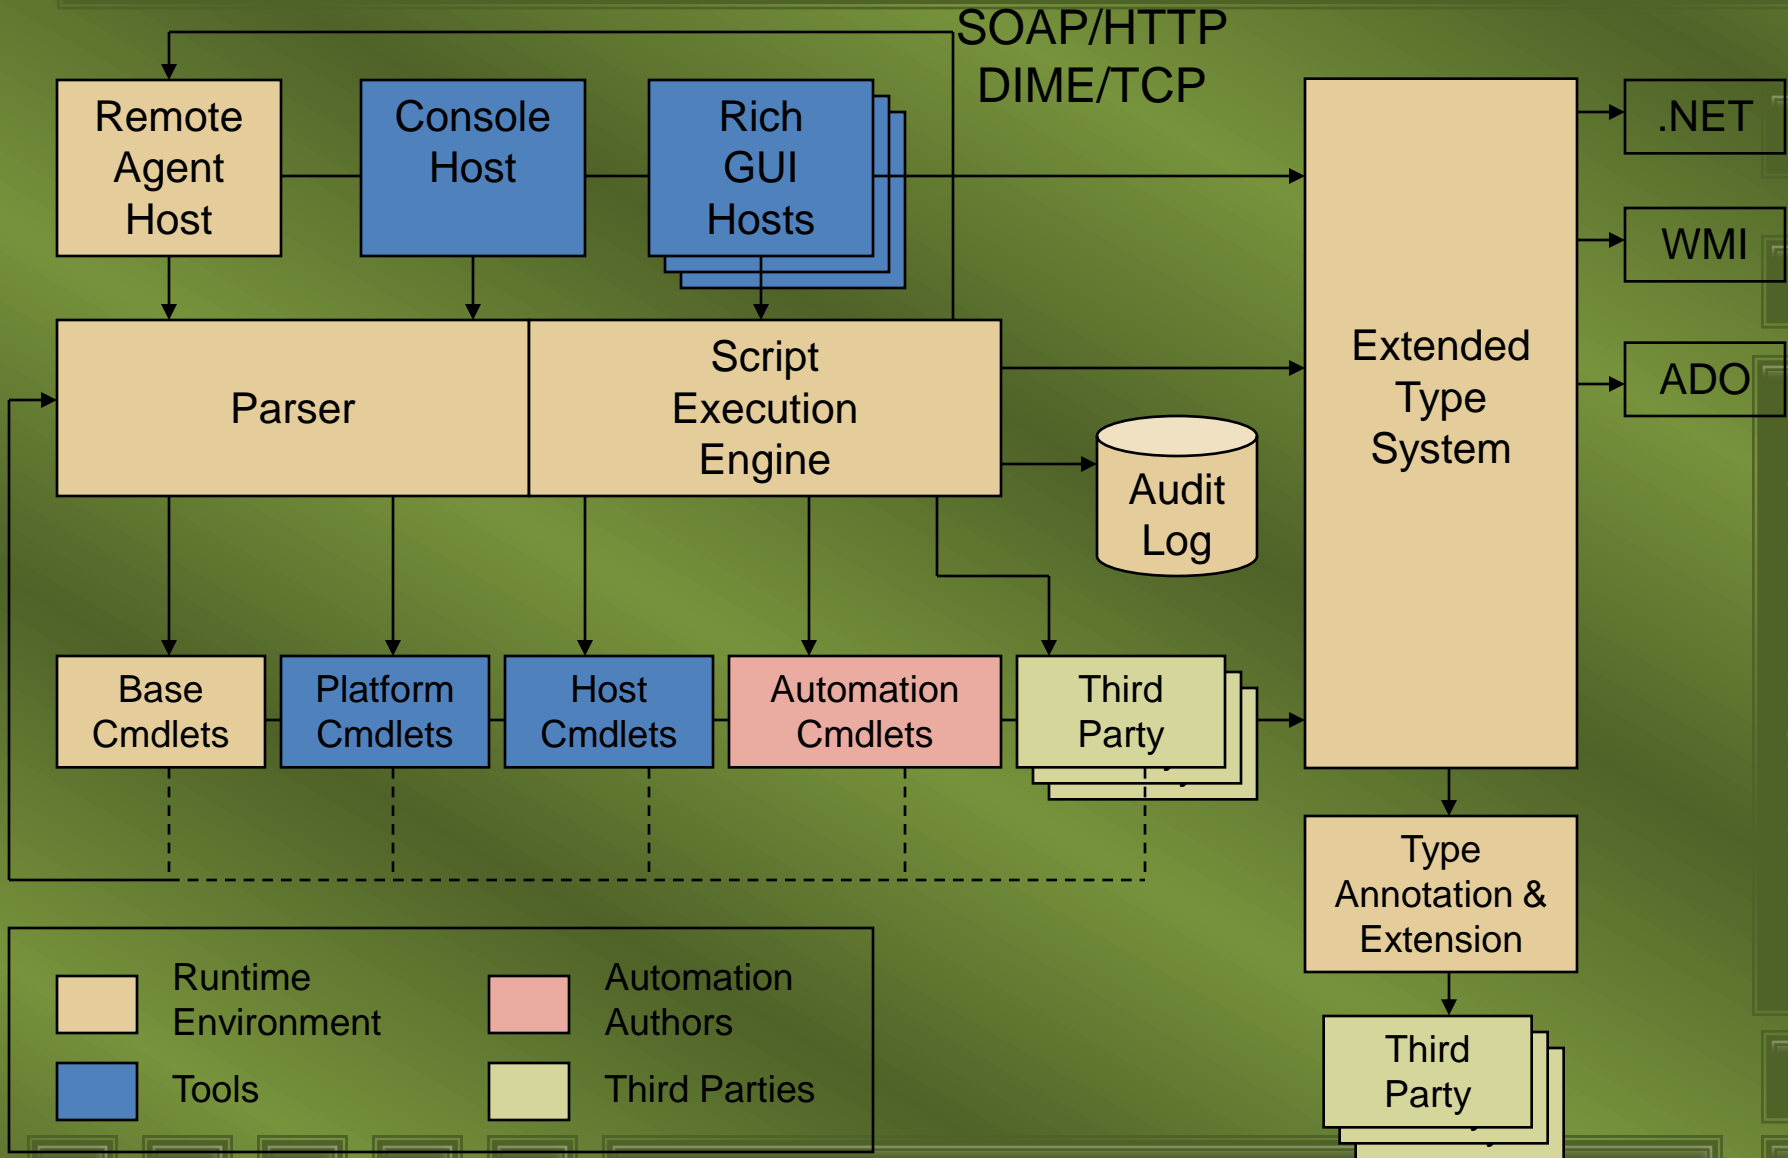 SOAP/HTTP
DIME/TCP
Remote
Agent
Host
Console
Host
Rich
GUI
Hosts
.NET
WMI
ADO
Extended
Type
System
Parser
Script
Execution
Engine
Audit
Log
Base
Cmdlets
Platform
Cmdlets
Host
Cmdlets
Automation
Cmdlets
Third
Party
Type
Annotation &
Extension
Third
Party
Runtime
Environment
Automation
Authors
Tools
Third Parties